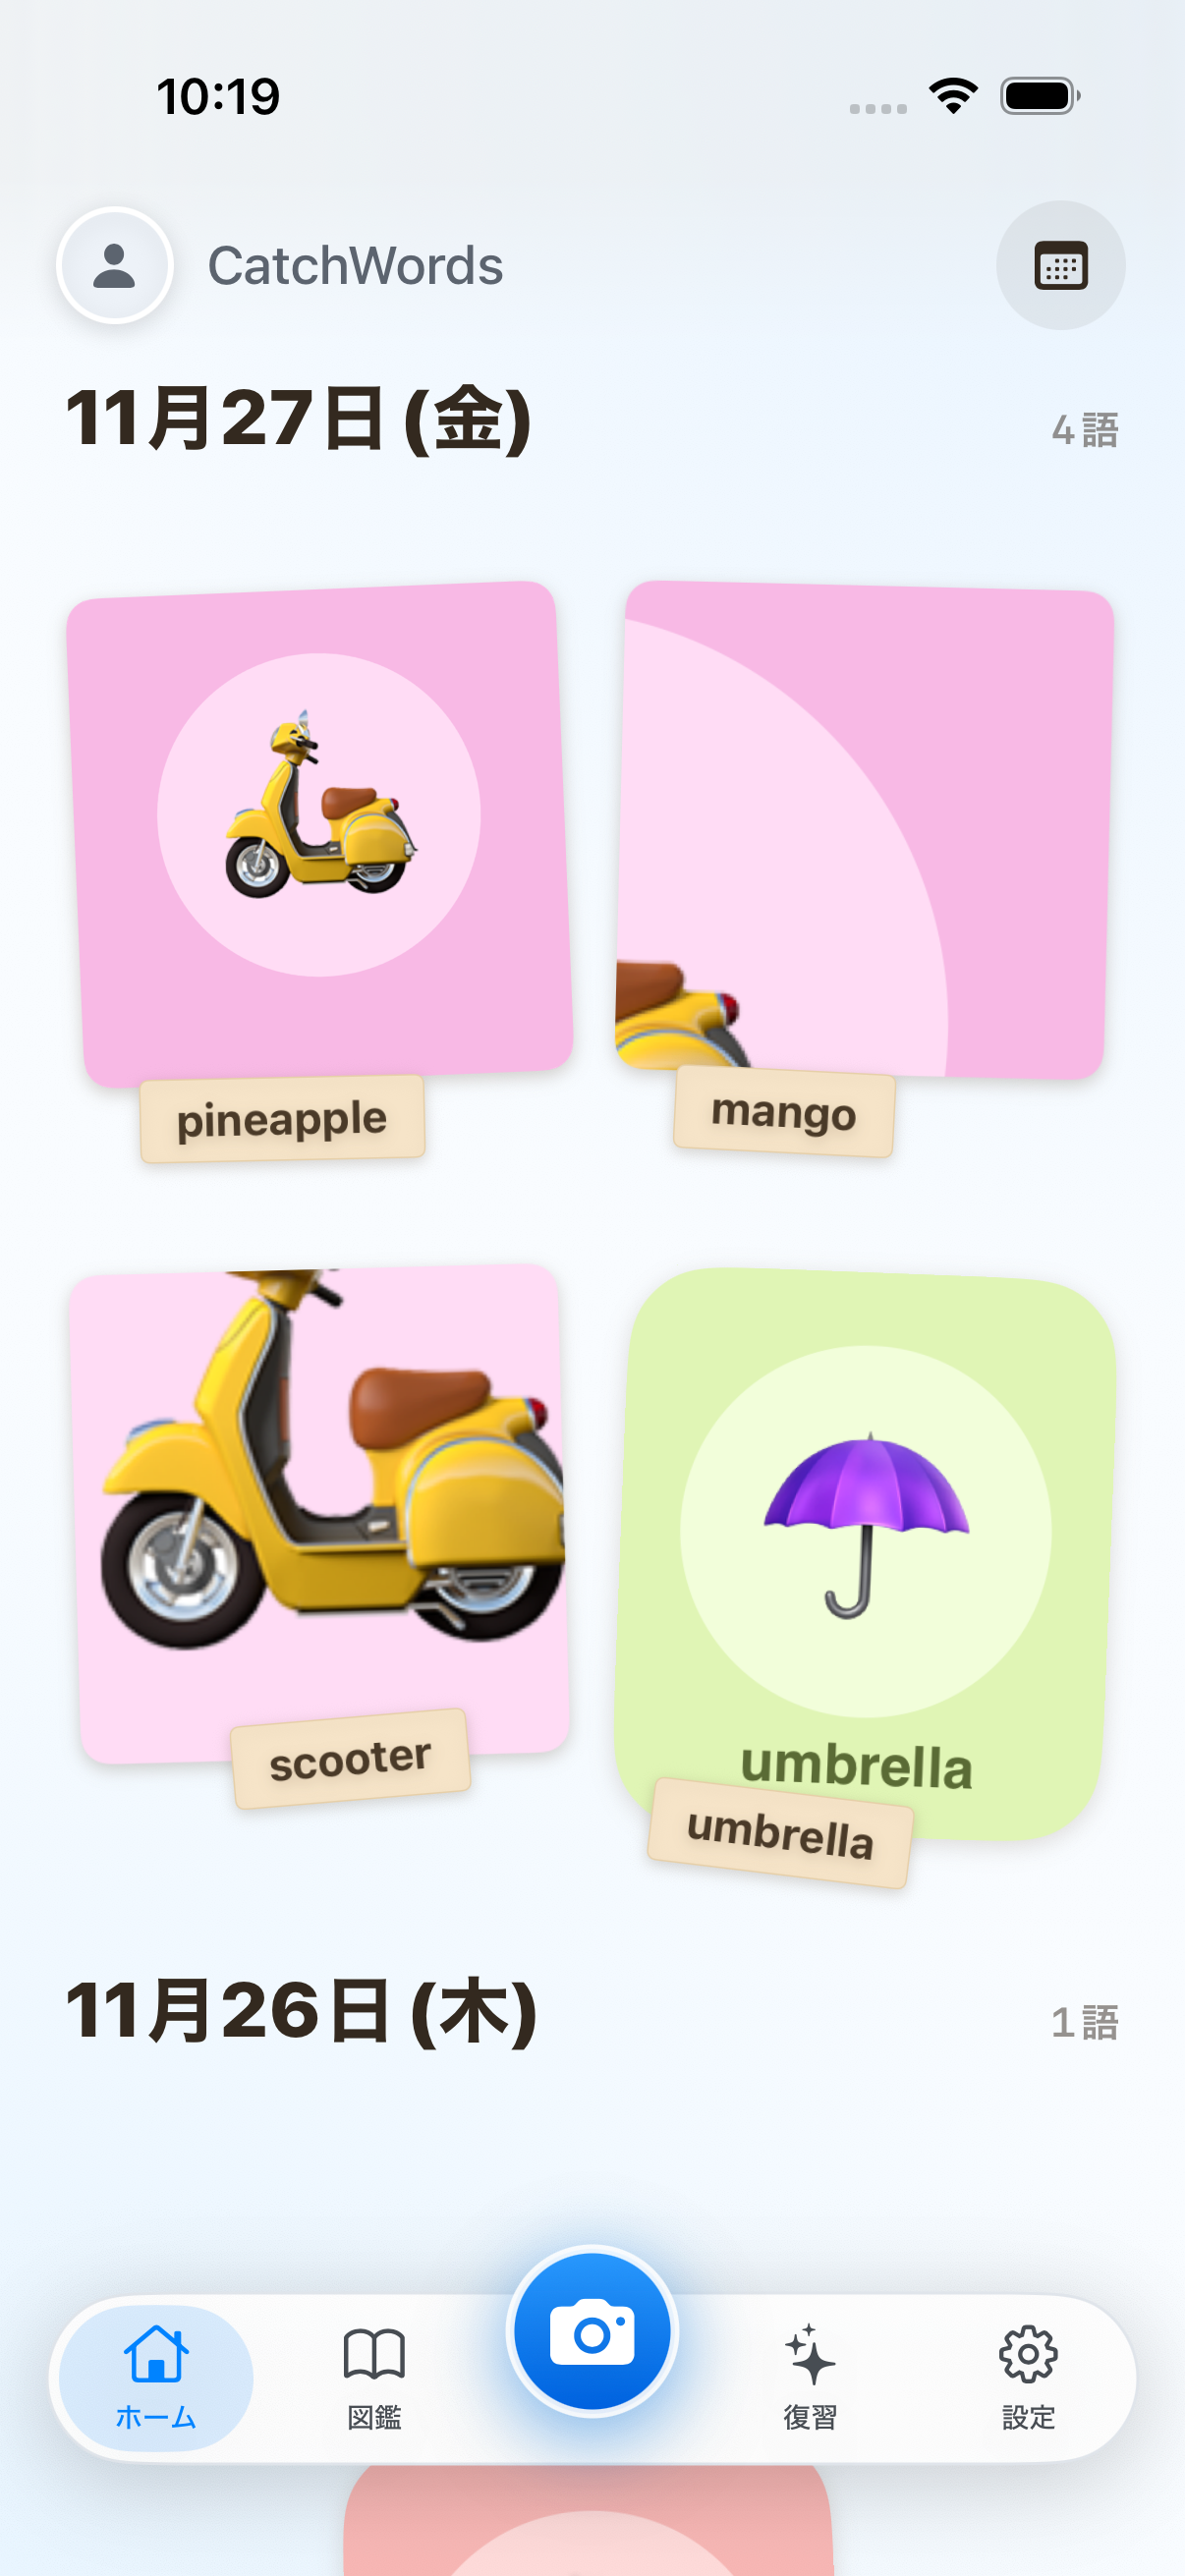 10:19
CatchWords
11月27日(金)
4語
pineapple
mango
scooter
umbrella
umbrella
11月26日(木)
1語
ホーム
図鑑
復習
設定